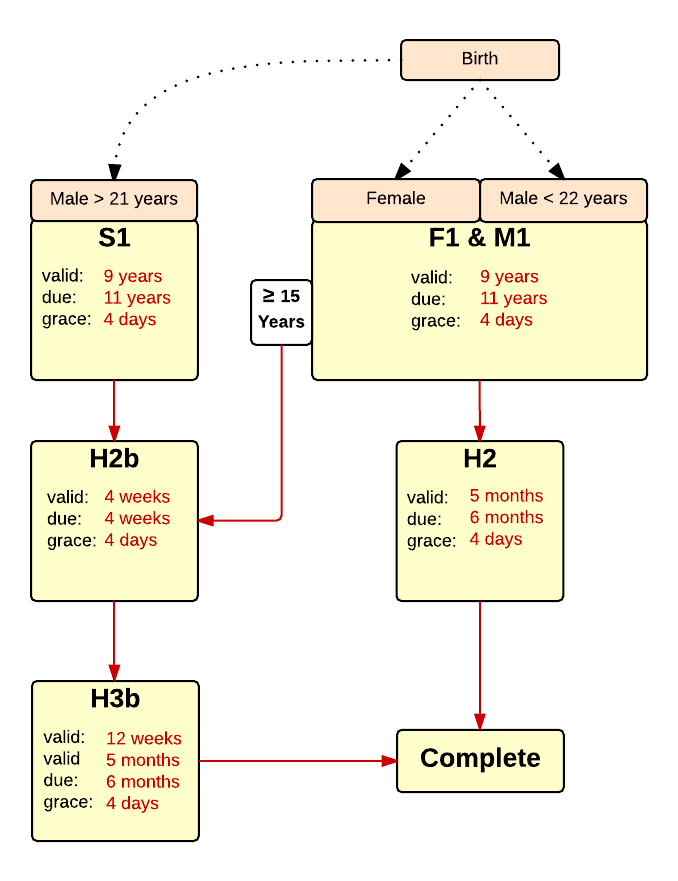 Birth
Male > 21 years
Female
Male < 22 years
S1
valid: 9 years
due: 11 years
grace: 4 days
≥ 15
Years
F1 & M1
valid: 9 years
due: 11 years
grace: 4 days
H2b
valid: 4 weeks
due: 4 weeks
grace: 4 days
H2
valid: 5 months
due: 6 months
grace: 4 days
H3b
valid: 12 weeks
valid 5 months
due: 6 months
grace: 4 days
Complete